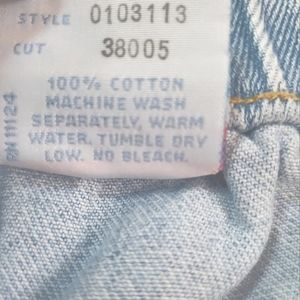 STYLE 0103113
CUT 38005
100% COTTON
MACHINE WASH
SEPARATELY, WARM
WATER. TUMBLE DRY
LOW. NO BLEACH.
RN 11124